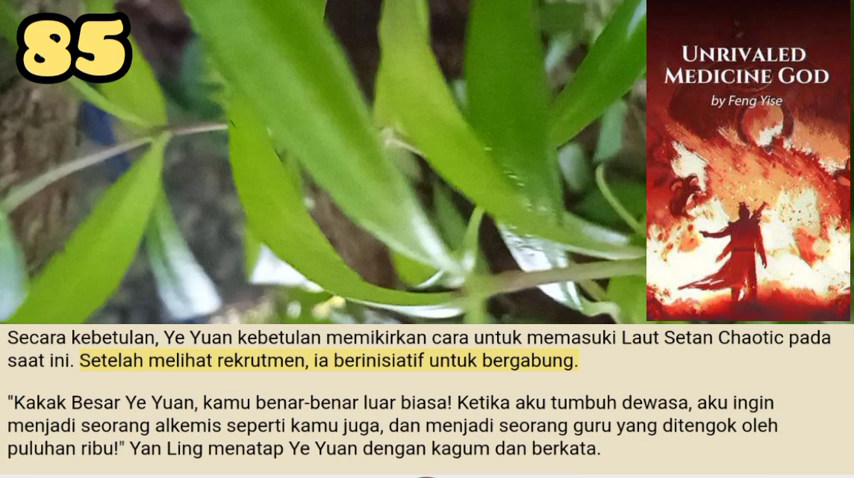 85
UNRIVALED
MEDICINE GOD
by Feng Yise
Secara kebetulan, Ye Yuan kebetulan memikirkan cara untuk memasuki Laut Setan Chaotic pada
saat ini. Setelah melihat rekrutmen, ia berinisiatif untuk bergabung.
"Kakak Besar Ye Yuan, kamu benar-benar luar biasa! Ketika aku tumbuh dewasa, aku ingin
menjadi seorang alkemis seperti kamu juga, dan menjadi seorang guru yang ditengok oleh
puluhan ribu!" Yan Ling menatap Ye Yuan dengan kagum dan berkata.